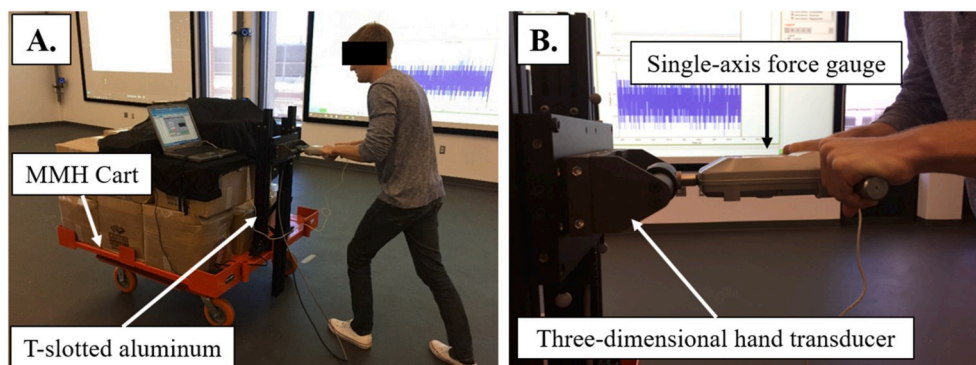 A.
MMH Cart
T-slotted aluminum
B.
Single-axis force gauge
Three-dimensional hand transducer